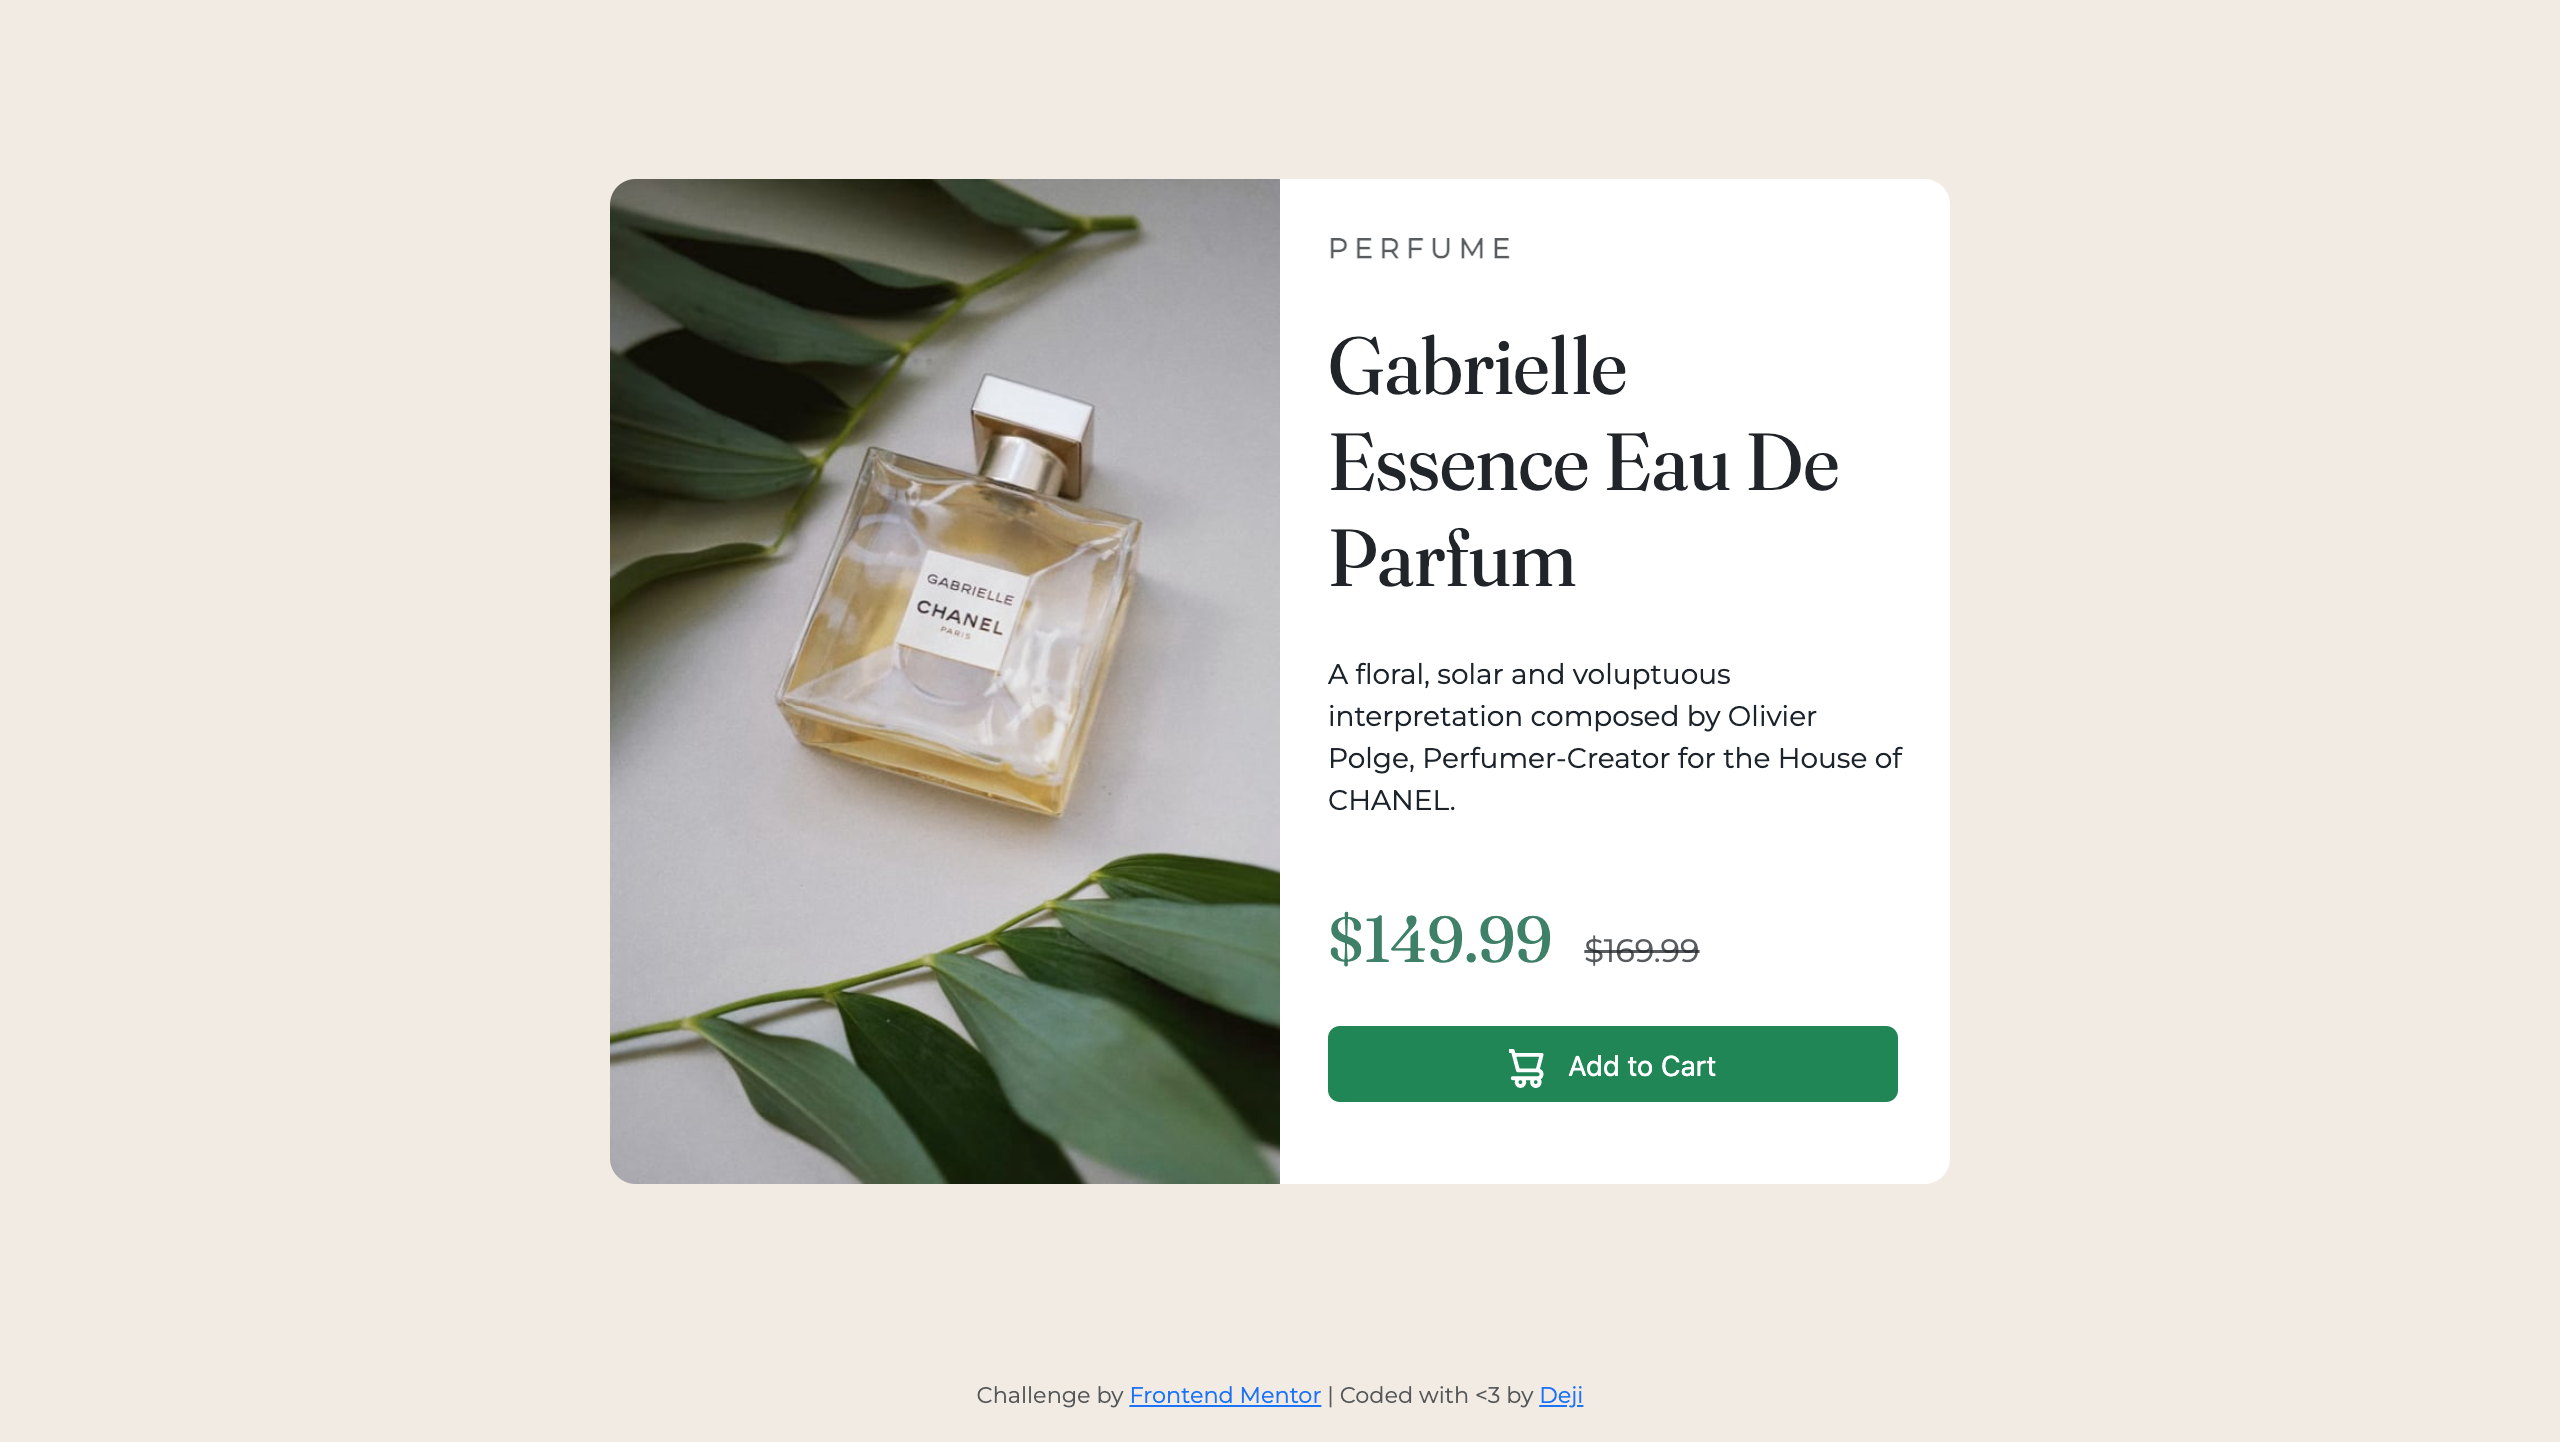 GABRIELLE
CHANEL
PARIS
PERFUME
Gabrielle
Essence Eau De
Parfum
A floral, solar and voluptuous
interpretation composed by Olivier
Polge, Perfumer-Creator for the House of
CHANEL.
$149.99 $169.99
Add to Cart
Challenge by Frontend Mentor | Coded with <3 by Deji